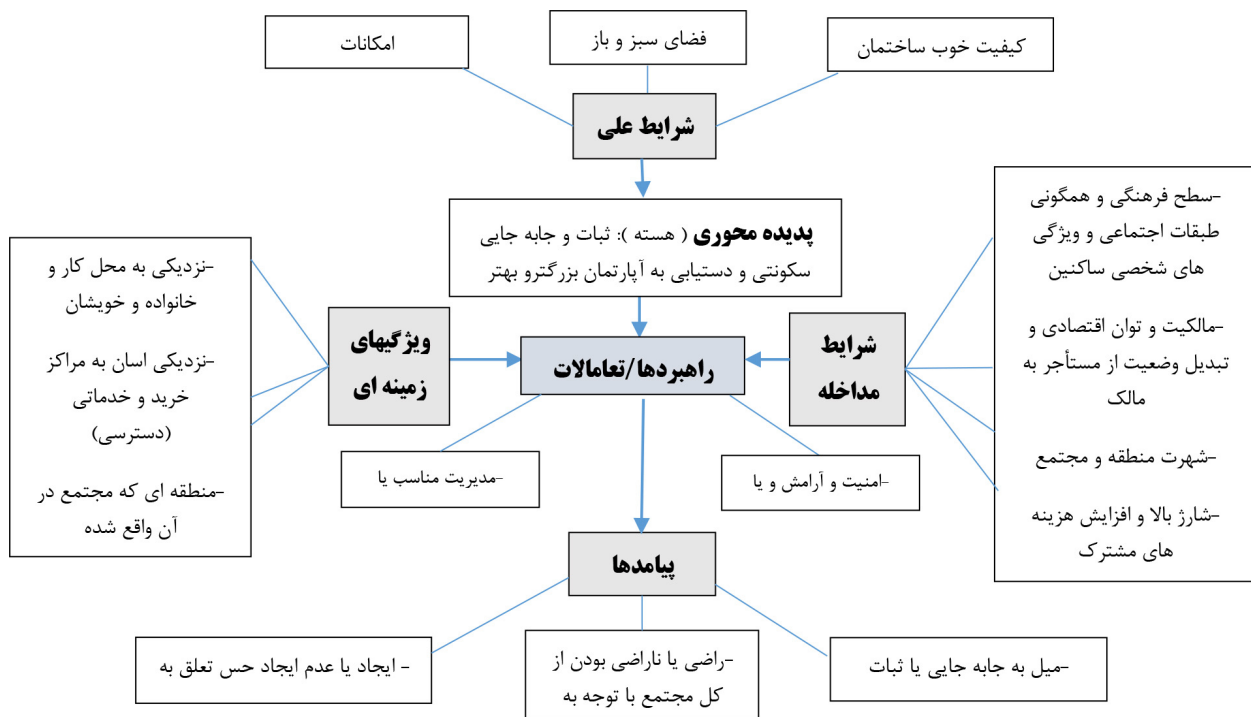 کیفیت خوب ساختمان
فضای سبز و باز
امکانات
شرایط علی
پدیده محوری ( هسته ): ثبات و جابه جایی
سکونتی و دستیابی به آپارتمان بزرگترو بهتر
-سطح فرهنگی و همگونی
طبقات اجتماعی و ویژگی
های شخصی ساکنین
-مالکیت و توان اقتصادی و
تبدیل وضعیت از مستأجر به
مالک
-شهرت منطقه و مجتمع
-شارژ بالا و افزایش هزینه
های مشترک
شرایط
مداخله
راهبردها/تعامالات
ویژگیهای
زمینه ای
-نزدیکی به محل کار و
خانواده و خویشان
-نزدیکی اسان به مراکز
خرید و خدماتی
(دسترسی)
-منطقه ای که مجتمع در
آن واقع شده
-امنیت و آرامش و یا
-مدیریت مناسب یا
پیامدها
-میل به جابه جایی یا ثبات
-راضی یا ناراضی بودن از
کل مجتمع با توجه به
- ایجاد یا عدم ایجاد حس تعلق به